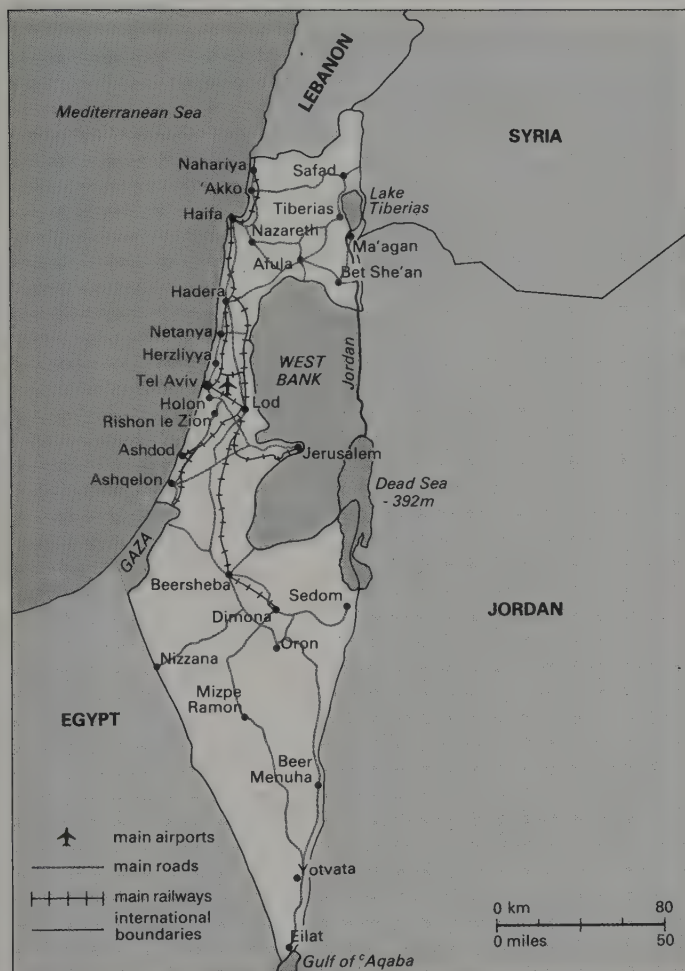 LEBANON
Mediterranean Sea
SYRIA
Nahariya
Safad
'Akko
Lake
Tiberias
Tiberias
Haifa
Nazareth
Ma'agan
Afula
Bet She'an
Hadera
Netanya
Herzliyya
WEST
BANK
Jordan
Tel Aviv
Holon
Lod
Rishon le Zion
Ashdod
Jerusalem
Ashqelon
Dead Sea
- 392m
GAZA
Beersheba
Sedom
Dimona
JORDAN
Oron
Nizzana
Mizpe
Ramon
EGYPT
Beer
Menuha
main airports
main roads
Yotvata
main railways
international
boundaries
0 km 80
0 miles 50
Eilat
Gulf of ʿAqaba